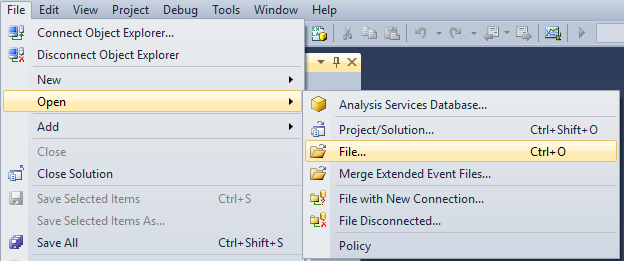 File Edit View Project Debug Tools Window Help
Connect Object Explorer...
Disconnect Object Explorer
New
Open
Add
Close
Close Solution
Save Selected Items Ctrl+S
Save Selected Items As...
Save All Ctrl+Shift+S
Analysis Services Database...
Project/Solution... Ctrl+Shift+O
File... Ctrl+O
Merge Extended Event Files...
File with New Connection...
File Disconnected...
Policy